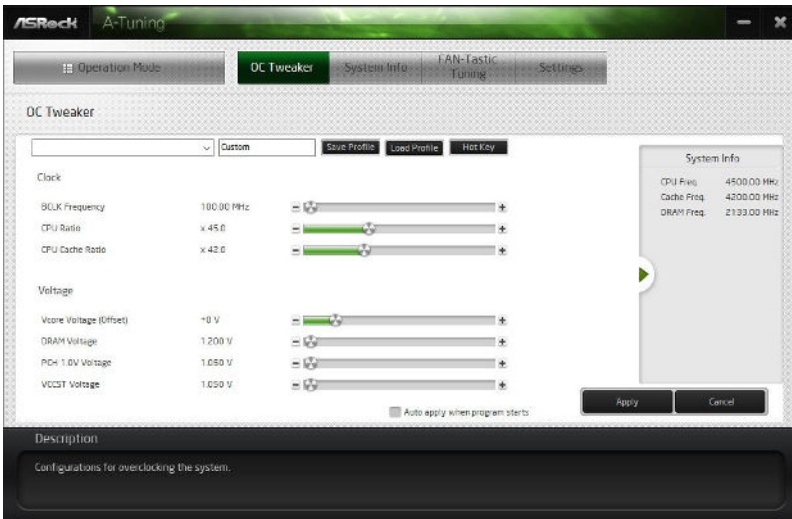 ASRock A-Tuning
Operation Mode
OC Tweaker
System Info
FAN-Tastic
Tuning
Settings
OC Tweaker
Custom
Save Profile
Load Profile
Hot Key
System Info
CPU Freq. 4500.00 MHz
Cache Freq. 4200.00 MHz
DRAM Freq. 2133.00 MHz
Clock
BCLK Frequency 100.00 MHz
CPU Ratio x 45.0
CPU Cache Ratio x 42.0
Voltage
Vcore Voltage (Offset) +0 V
DRAM Voltage 1.200 V
PCH 1.0V Voltage 1.050 V
VCCST Voltage 1.050 V
Auto apply when program starts
Apply
Cancel
Description
Configurations for overclocking the system.